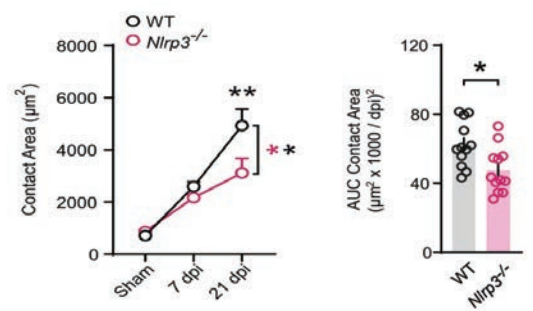 WT
Nlrp3-/-
8000
6000
4000
2000
0
Contact Area (μm²)
**
**
Sham
7 dpi
21 dpi
120
80
40
0
AUC Contact Area
(μm² x 1000 / dpi)²
*
WT
Nlrp3-/-